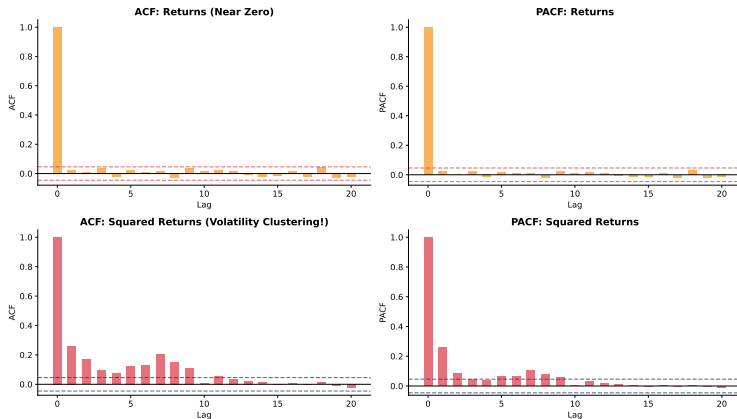 ACF: Returns (Near Zero)
1.0
0.8
0.6
0.4
0.2
0.0
ACF
0 5 10 15 20
Lag
PACF: Returns
1.0
0.8
0.6
0.4
0.2
0.0
PACF
0 5 10 15 20
Lag
ACF: Squared Returns (Volatility Clustering!)
1.0
0.8
0.6
0.4
0.2
0.0
ACF
0 5 10 15 20
Lag
PACF: Squared Returns
1.0
0.8
0.6
0.4
0.2
0.0
PACF
0 5 10 15 20
Lag